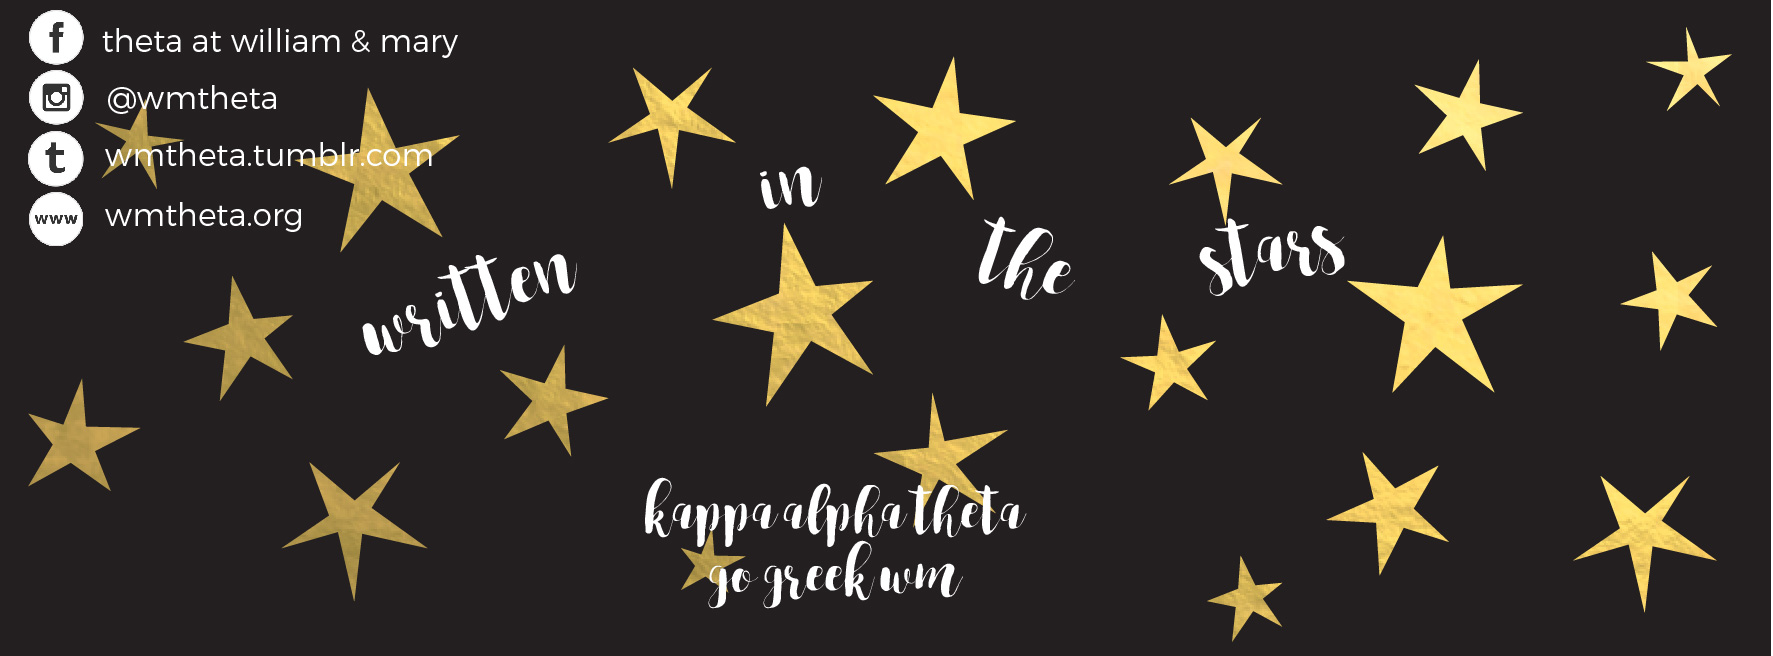 theta at william & mary
@wmtheta
wmtheta.tumblr.com
www wmtheta.org
written in the stars
kappa alpha theta
go greek wm